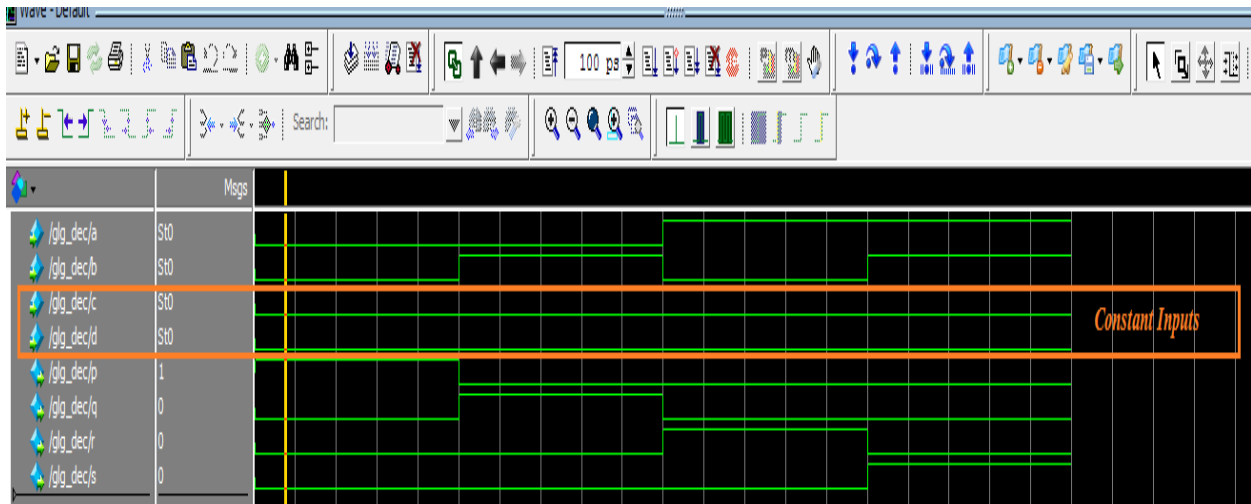 Wave - Default
100 ps
Search:
Msgs
/glg_dec/a St0
/glg_dec/b St0
/glg_dec/c St0
/glg_dec/d St0
Constant Inputs
/glg_dec/p 1
/glg_dec/q 0
/glg_dec/r 0
/glg_dec/s 0